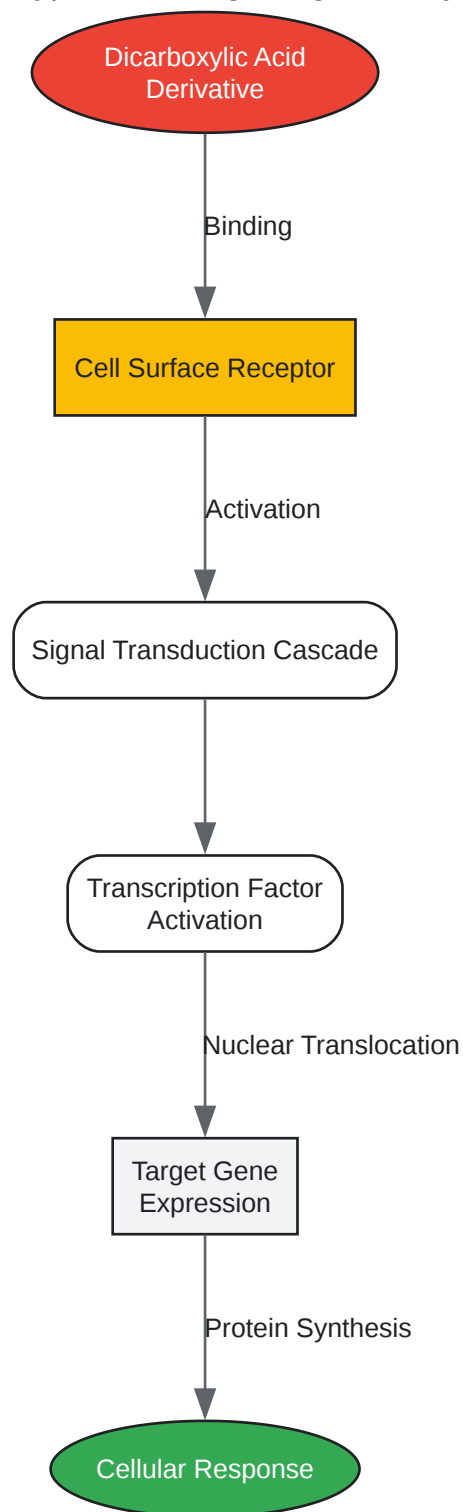 Dicarboxylic Acid
Derivative
Binding
Cell Surface Receptor
Activation
Signal Transduction Cascade
Transcription Factor
Activation
Nuclear Translocation
Target Gene
Expression
Protein Synthesis
Cellular Response